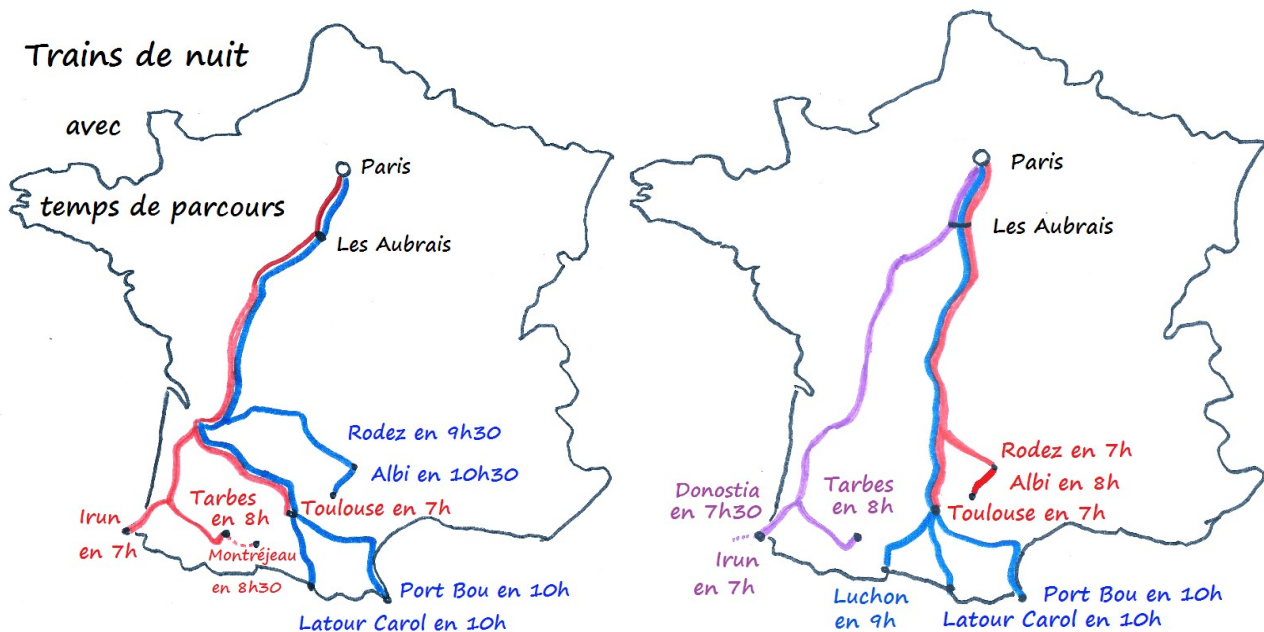 Trains de nuit
avec
temps de parcours
Paris
Les Aubrais
Rodez en 9h30
Albi en 10h30
Toulouse en 7h
Tarbes
en 8h
Irun
en 7h
Montréjeau
en 8h30
Port Bou en 10h
Latour Carol en 10h
Paris
Les Aubrais
Rodez en 7h
Albi en 8h
Toulouse en 7h
Donostia
en 7h30
Tarbes
en 8h
Irun
en 7h
Luchon
en 9h
Port Bou en 10h
Latour Carol en 10h